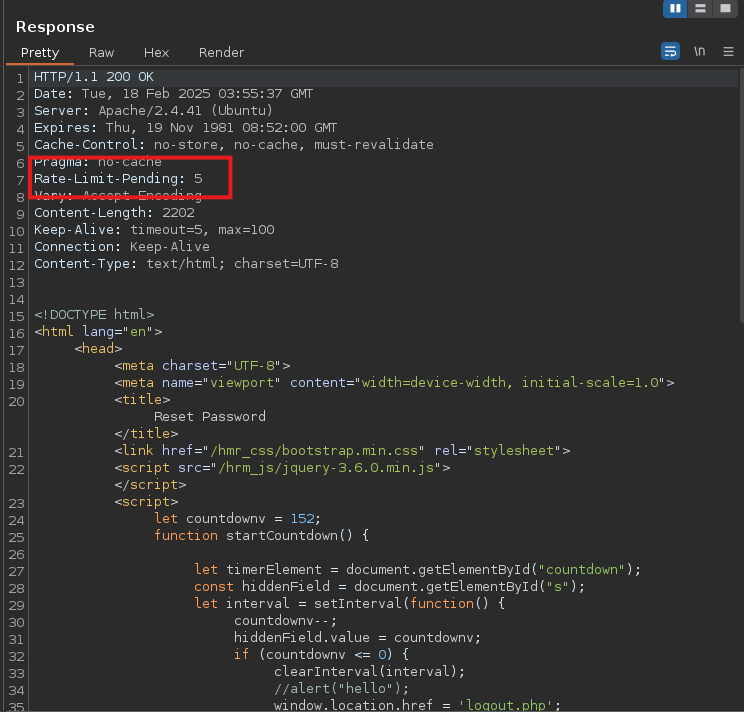 Response
Pretty Raw Hex Render \n
1 HTTP/1.1 200 OK
2 Date: Tue, 18 Feb 2025 03:55:37 GMT
3 Server: Apache/2.4.41 (Ubuntu)
4 Expires: Thu, 19 Nov 1981 08:52:00 GMT
5 Cache-Control: no-store, no-cache, must-revalidate
6 Pragma: no-cache
7 Rate-Limit-Pending: 5
8 Vary: Accept-Encoding
9 Content-Length: 2202
10 Keep-Alive: timeout=5, max=100
11 Connection: Keep-Alive
12 Content-Type: text/html; charset=UTF-8
13
14
15 <!DOCTYPE html>
16 <html lang="en">
17 <head>
18 <meta charset="UTF-8">
19 <meta name="viewport" content="width=device-width, initial-scale=1.0">
20 <title>
Reset Password
</title>
21 <link href="/hmr_css/bootstrap.min.css" rel="stylesheet">
22 <script src="/hrm_js/jquery-3.6.0.min.js">
</script>
23 <script>
24 let countdownv = 152;
25 function startCountdown() {
26
27 let timerElement = document.getElementById("countdown");
28 const hiddenField = document.getElementById("s");
29 let interval = setInterval(function() {
30 countdownv--;
31 hiddenField.value = countdownv;
32 if (countdownv <= 0) {
33 clearInterval(interval);
34 //alert("hello");
35 window.location.href = 'logout.php';